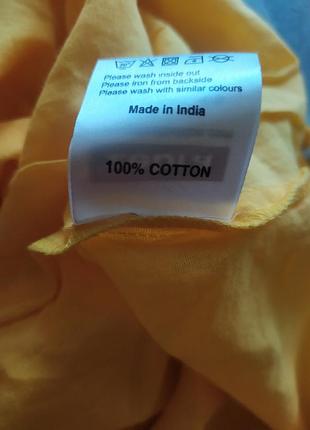 Please wash inside out
Please iron from backside
Please wash with similar colours
Made in India
100% COTTON